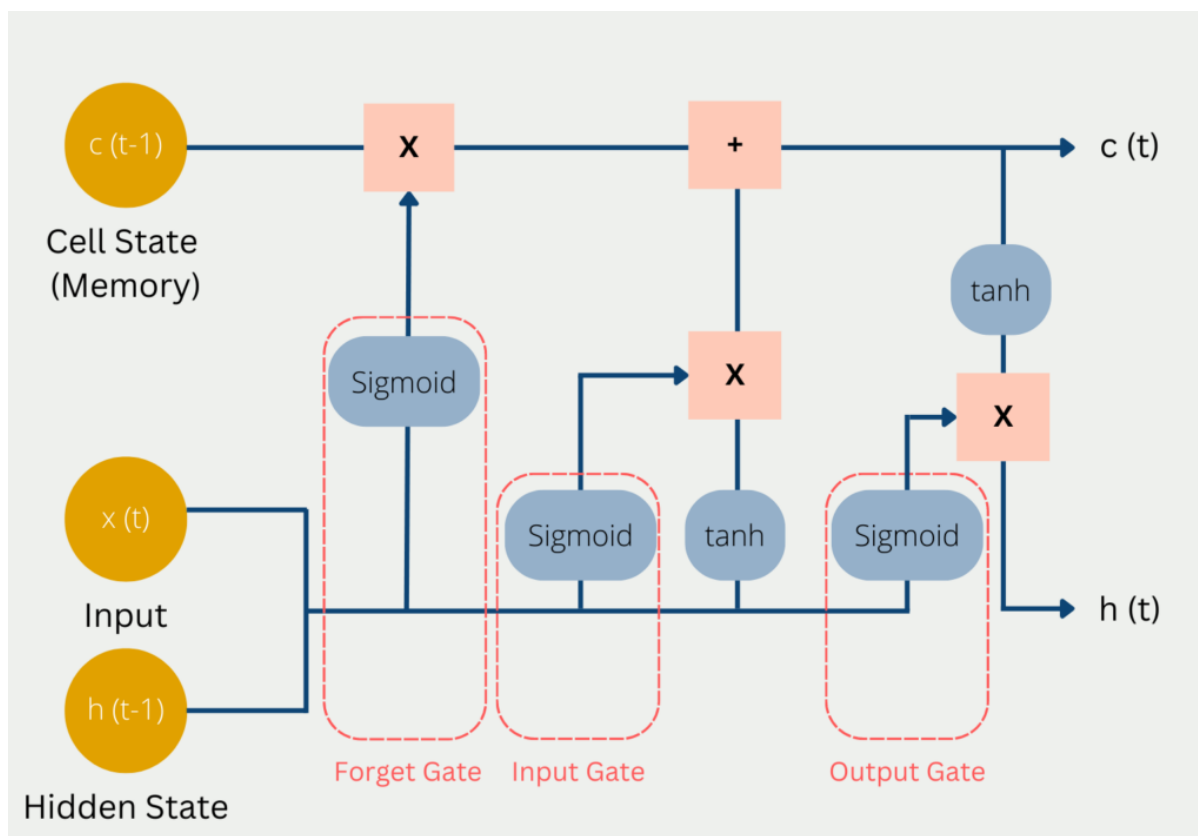 c (t-1)
X
+
c (t)
Cell State
(Memory)
tanh
Sigmoid
X
X
x (t)
Sigmoid
tanh
Sigmoid
Input
h (t)
h (t-1)
Forget Gate
Input Gate
Output Gate
Hidden State